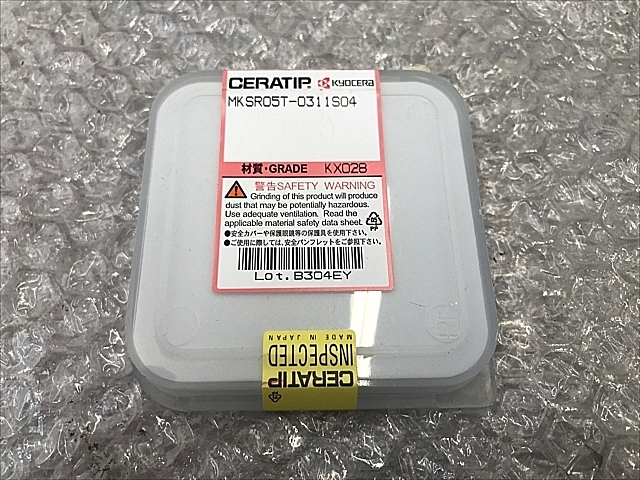 CERATIP. KYOCERA
MKSR05T-0311S04
材質・GRADE KX028
警告SAFETY WARNING
Grinding of this product will produce
dust that may be potentially hazardous.
Use adequate ventilation. Read the
applicable material safety data sheet.
●安全カバーや保護眼鏡等の保護具を使用下さい。
●ご使用に際しては、安全パンフレットをご参照下さい。
Lot.B304EY
MADE IN JAPAN
INSPECTED
CERATIP